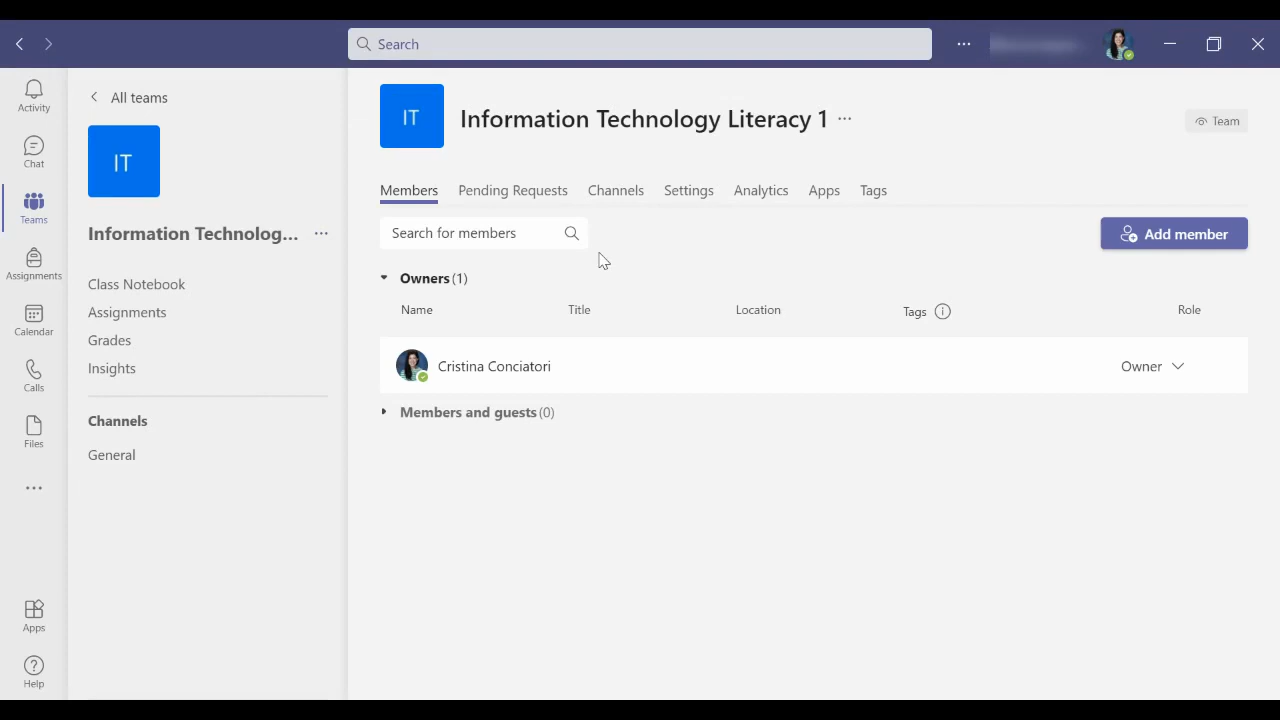 Search
Activity
Chat
Teams
Assignments
Calendar
Calls
Files
Apps
Help
All teams
IT
Information Technolog...
Class Notebook
Assignments
Grades
Insights
Channels
General
IT
Information Technology Literacy 1
Team
Members Pending Requests Channels Settings Analytics Apps Tags
Search for members
Add member
Owners (1)
Name Title Location Tags Role
Cristina Conciatori Owner
Members and guests (0)